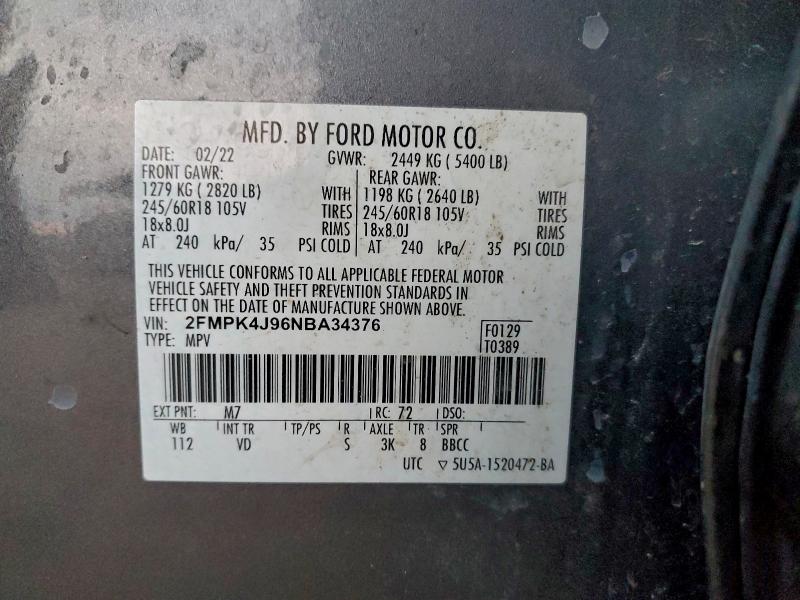 MFD. BY FORD MOTOR CO.
DATE: 02/22 GVWR: 2449 KG ( 5400 LB)
FRONT GAWR: REAR GAWR:
1279 KG ( 2820 LB) WITH 1198 KG ( 2640 LB) WITH
245/60R18 105V TIRES 245/60R18 105V TIRES
18x8.0J RIMS 18x8.0J RIMS
AT 240 kPa/ 35 PSI COLD AT 240 kPa/ 35 PSI COLD
THIS VEHICLE CONFORMS TO ALL APPLICABLE FEDERAL MOTOR
VEHICLE SAFETY AND THEFT PREVENTION STANDARDS IN
EFFECT ON THE DATE OF MANUFACTURE SHOWN ABOVE.
VIN: 2FMPK4J96NBA34376 F0129
TYPE: MPV T0389
EXT PNT: M7 RC: 72 DSO:
WB INT TR TP/PS R AXLE TR SPR
112 VD S 3K 8 BBCC
UTC ▽ 5U5A-1520472-BA